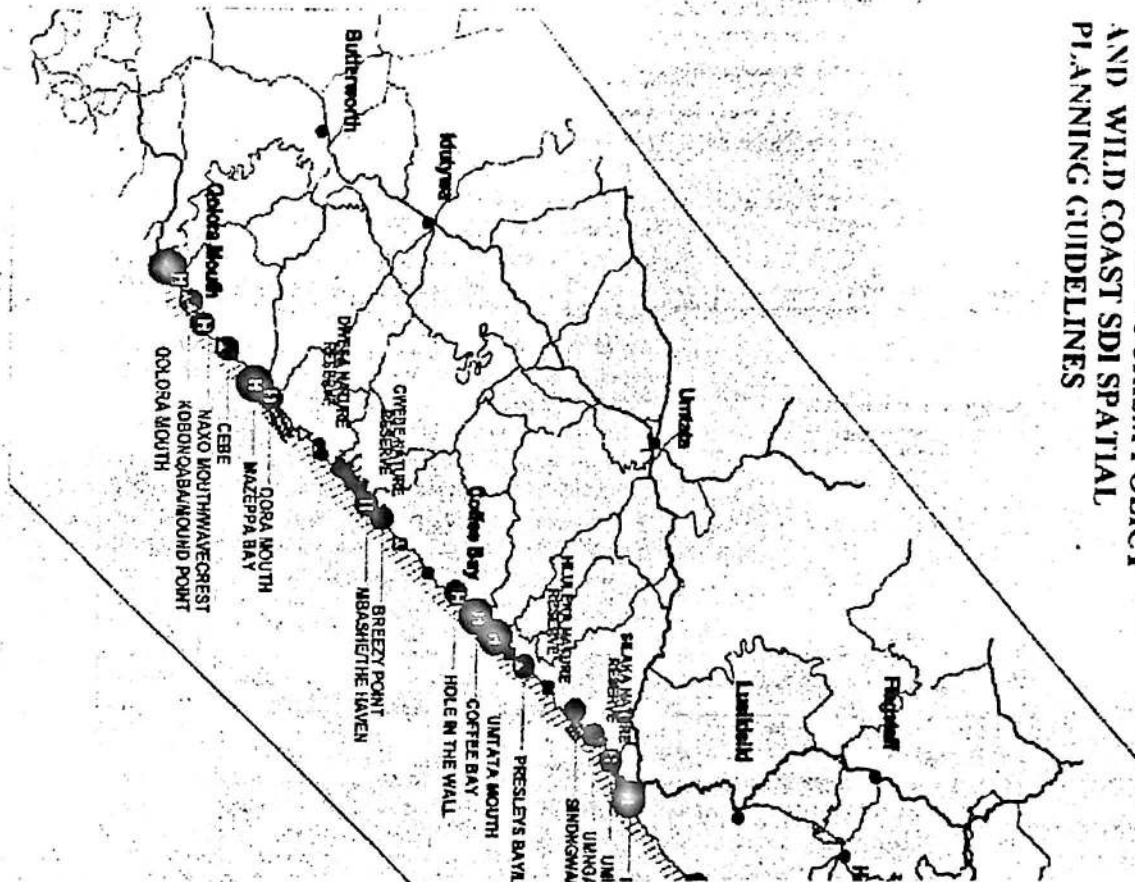 AND WILD COAST SDI SPATIAL
PLANNING GUIDELINES
Butterworth
Idutywa
Umtata
Flagstaff
Lusikisiki
Qolora Mouth
DWESA NATURE
RESERVE
CWEBE NATURE
RESERVE
Coffee Bay
HLULEKA NATURE
RESERVE
SILAKA NATURE
RESERVE
QOLORA MOUTH
KOBONQABA/MOUND POINT
NAXO MOUTH/WAVECREST
CEBE
MAZEPPA BAY
QORA MOUTH
MBASHE/THE HAVEN
BREEZY POINT
HOLE IN THE WALL
COFFEE BAY
UMTATA MOUTH
PRESLEYS BAY/L